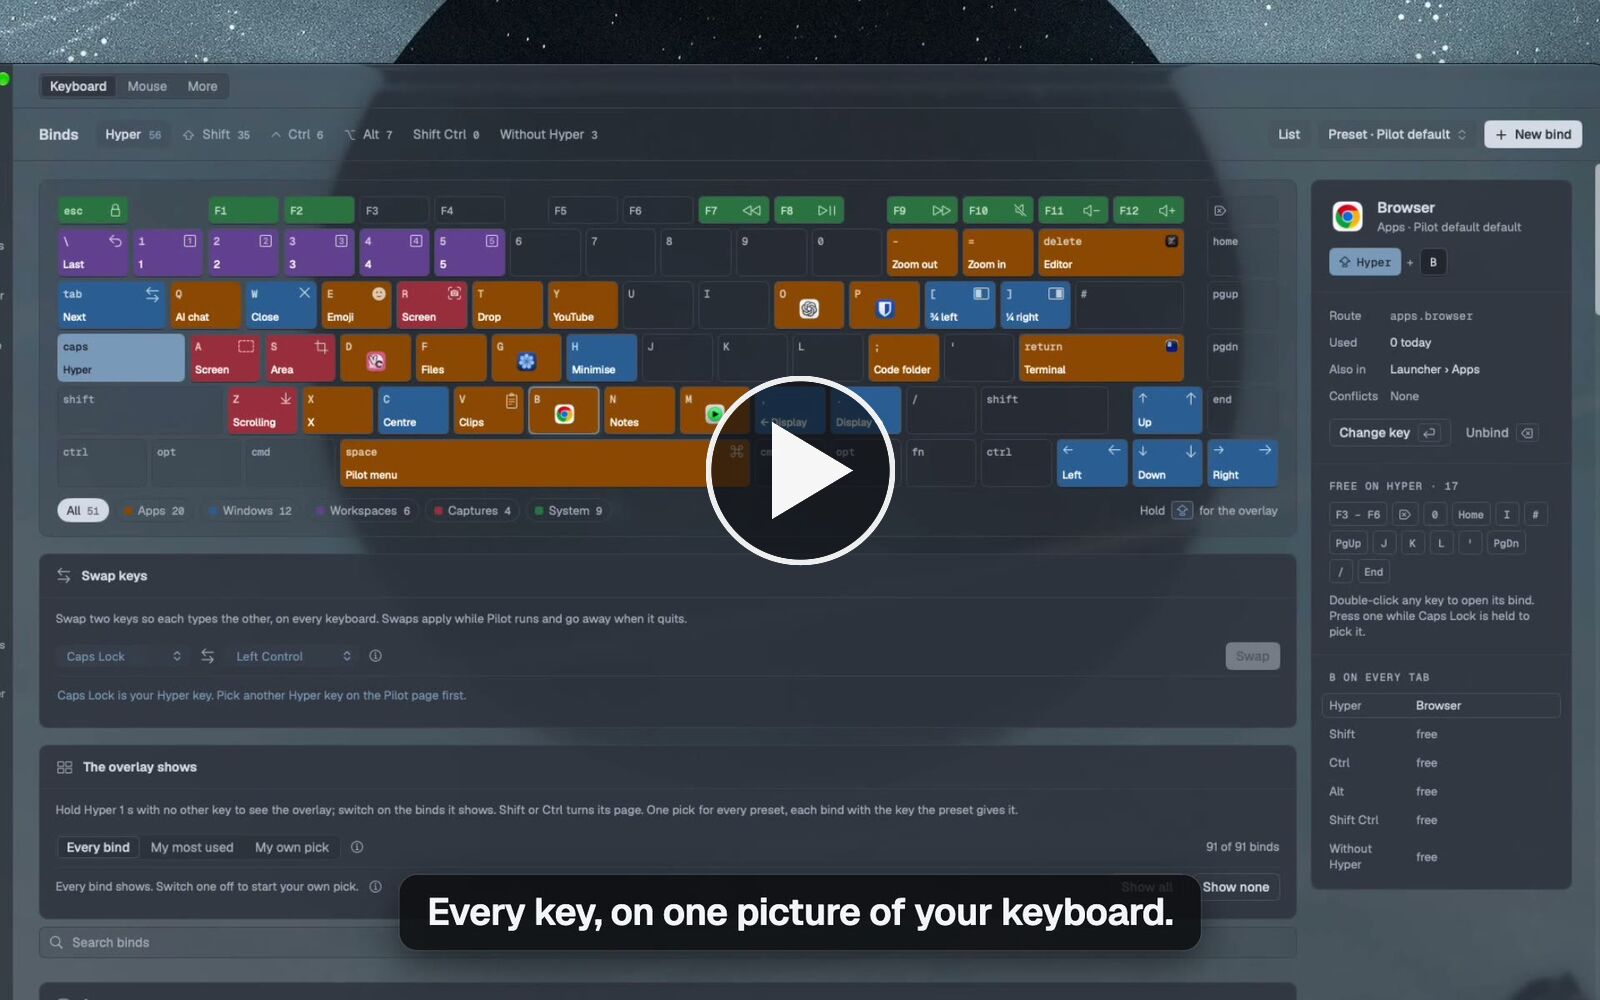 Keyboard Mouse More
Binds Hyper 56 Shift 35 Ctrl 6 Alt 7 Shift Ctrl 0 Without Hyper 3 List Preset · Pilot default + New bind
esc F1 F2 F3 F4 F5 F6 F7 F8 F9 F10 F11 F12
\ 1 2 3 4 5 6 7 8 9 0 - = delete home
Last 1 2 3 4 5 Zoom out Zoom in Editor
tab Q W E R T Y U I O P [ ] # pgup
Next AI chat Close Emoji Screen Drop YouTube ¾ left ¼ right
caps A S D F G H J K L ; ' return pgdn
Hyper Screen Area Files Minimise Code folder Terminal
shift Z X C V B N M , . / shift end
Scrolling X Centre Clips Notes ← Display Display Up
ctrl opt cmd space opt fn ctrl
Pilot menu Left Down Right
All 51 Apps 20 Windows 12 Workspaces 6 Captures 4 System 9 Hold for the overlay
Swap keys
Swap two keys so each types the other, on every keyboard. Swaps apply while Pilot runs and go away when it quits.
Caps Lock Left Control Swap
Caps Lock is your Hyper key. Pick another Hyper key on the Pilot page first.
The overlay shows
Hold Hyper 1 s with no other key to see the overlay; switch on the binds it shows. Shift or Ctrl turns its page. One pick for every preset, each bind with the key the preset gives it.
Every bind My most used My own pick 91 of 91 binds
Every bind shows. Switch one off to start your own pick. Show all Show none
Every key, on one picture of your keyboard.
Search binds
Browser
Apps · Pilot default default
Hyper + B
Route apps.browser
Used 0 today
Also in Launcher › Apps
Conflicts None
Change key Unbind
FREE ON HYPER · 17
F3 – F6 0 Home I #
PgUp J K L ' PgDn
/ End
Double-click any key to open its bind.
Press one while Caps Lock is held to
pick it.
B ON EVERY TAB
Hyper Browser
Shift free
Ctrl free
Alt free
Shift Ctrl free
Without
Hyper free